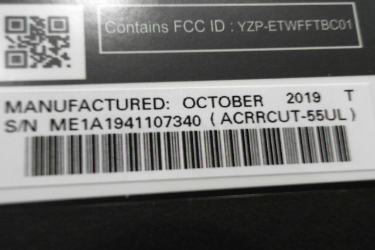 Contains FCC ID : YZP-ETWFFTBC01
MANUFACTURED: OCTOBER 2019 T
S/N ME1A1941107340 (ACRRCUT-55UL)